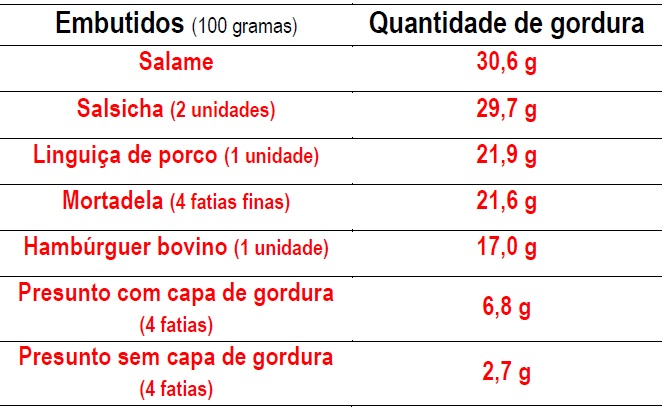 Embutidos (100 gramas) Quantidade de gordura
Salame 30,6 g
Salsicha (2 unidades) 29,7 g
Linguiça de porco (1 unidade) 21,9 g
Mortadela (4 fatias finas) 21,6 g
Hambúrguer bovino (1 unidade) 17,0 g
Presunto com capa de gordura
(4 fatias) 6,8 g
Presunto sem capa de gordura
(4 fatias) 2,7 g